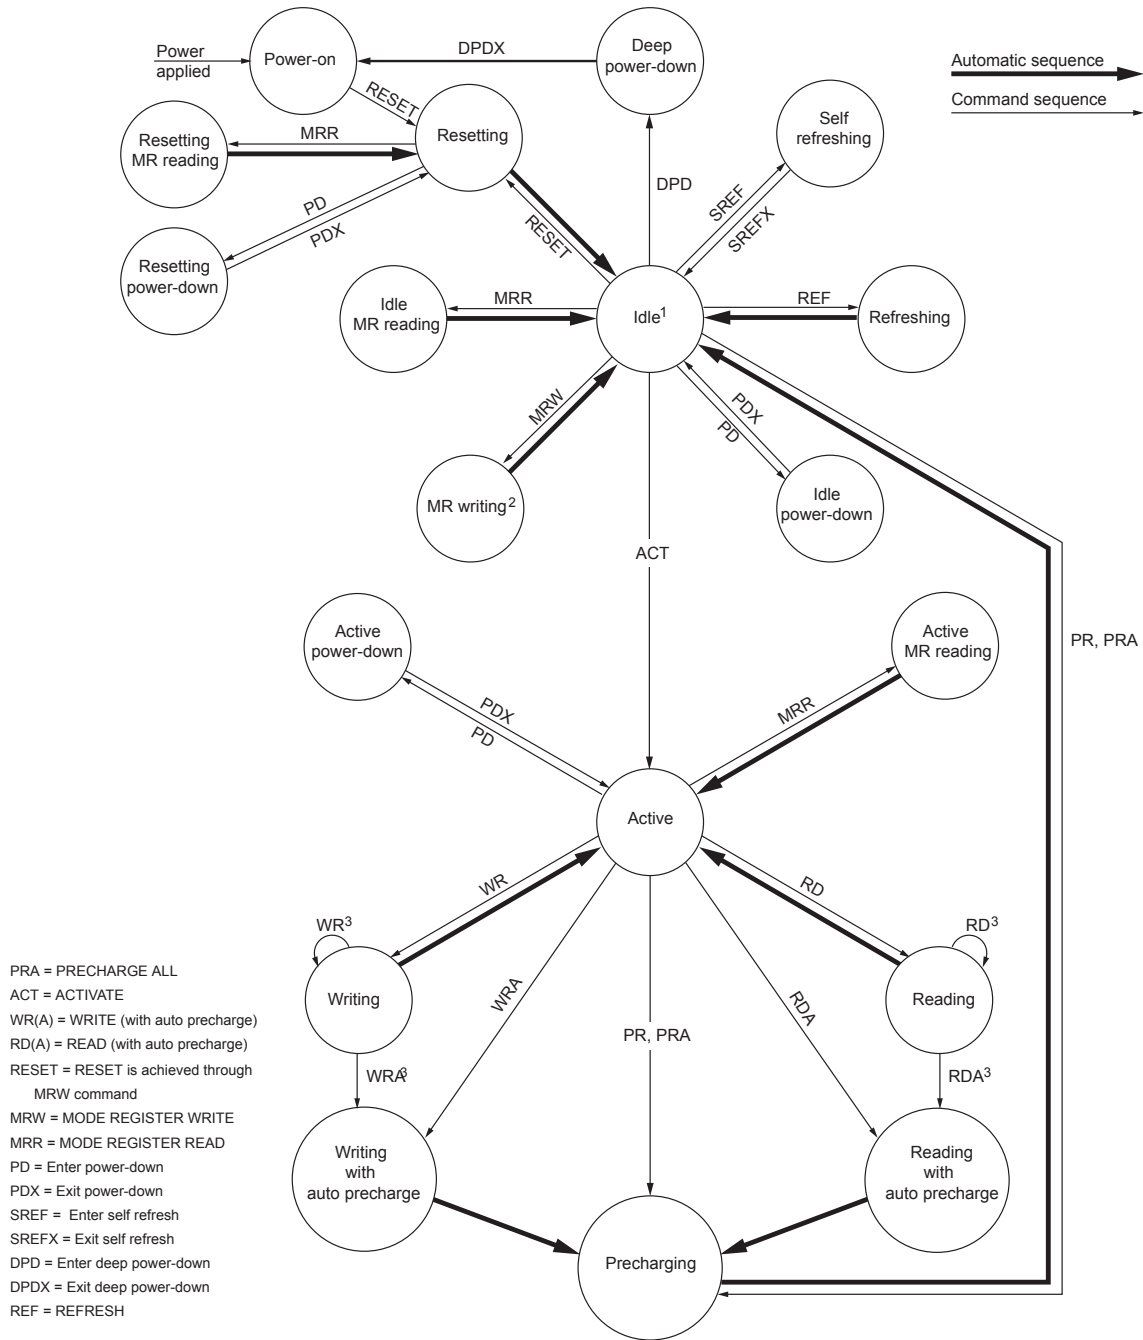 Power
applied
Power-on
DPDX
Deep
power-down
Automatic sequence
Command sequence
RESET
Resetting
MR reading
MRR
Resetting
Self
refreshing
DPD
SREF
SREFX
PD
PDX
RESET
Resetting
power-down
Idle
MR reading
MRR
Idle1
REF
Refreshing
MRW
PDX
PD
MR writing2
Idle
power-down
ACT
Active
power-down
Active
MR reading
PR, PRA
PDX
PD
MRR
Active
WR
RD
WR3
RD3
Writing
WRA
PR, PRA
RDA
Reading
WRA3
RDA3
Writing
with
auto precharge
Reading
with
auto precharge
Precharging
PRA = PRECHARGE ALL
ACT = ACTIVATE
WR(A) = WRITE (with auto precharge)
RD(A) = READ (with auto precharge)
RESET = RESET is achieved through
MRW command
MRW = MODE REGISTER WRITE
MRR = MODE REGISTER READ
PD = Enter power-down
PDX = Exit power-down
SREF = Enter self refresh
SREFX = Exit self refresh
DPD = Enter deep power-down
DPDX = Exit deep power-down
REF = REFRESH